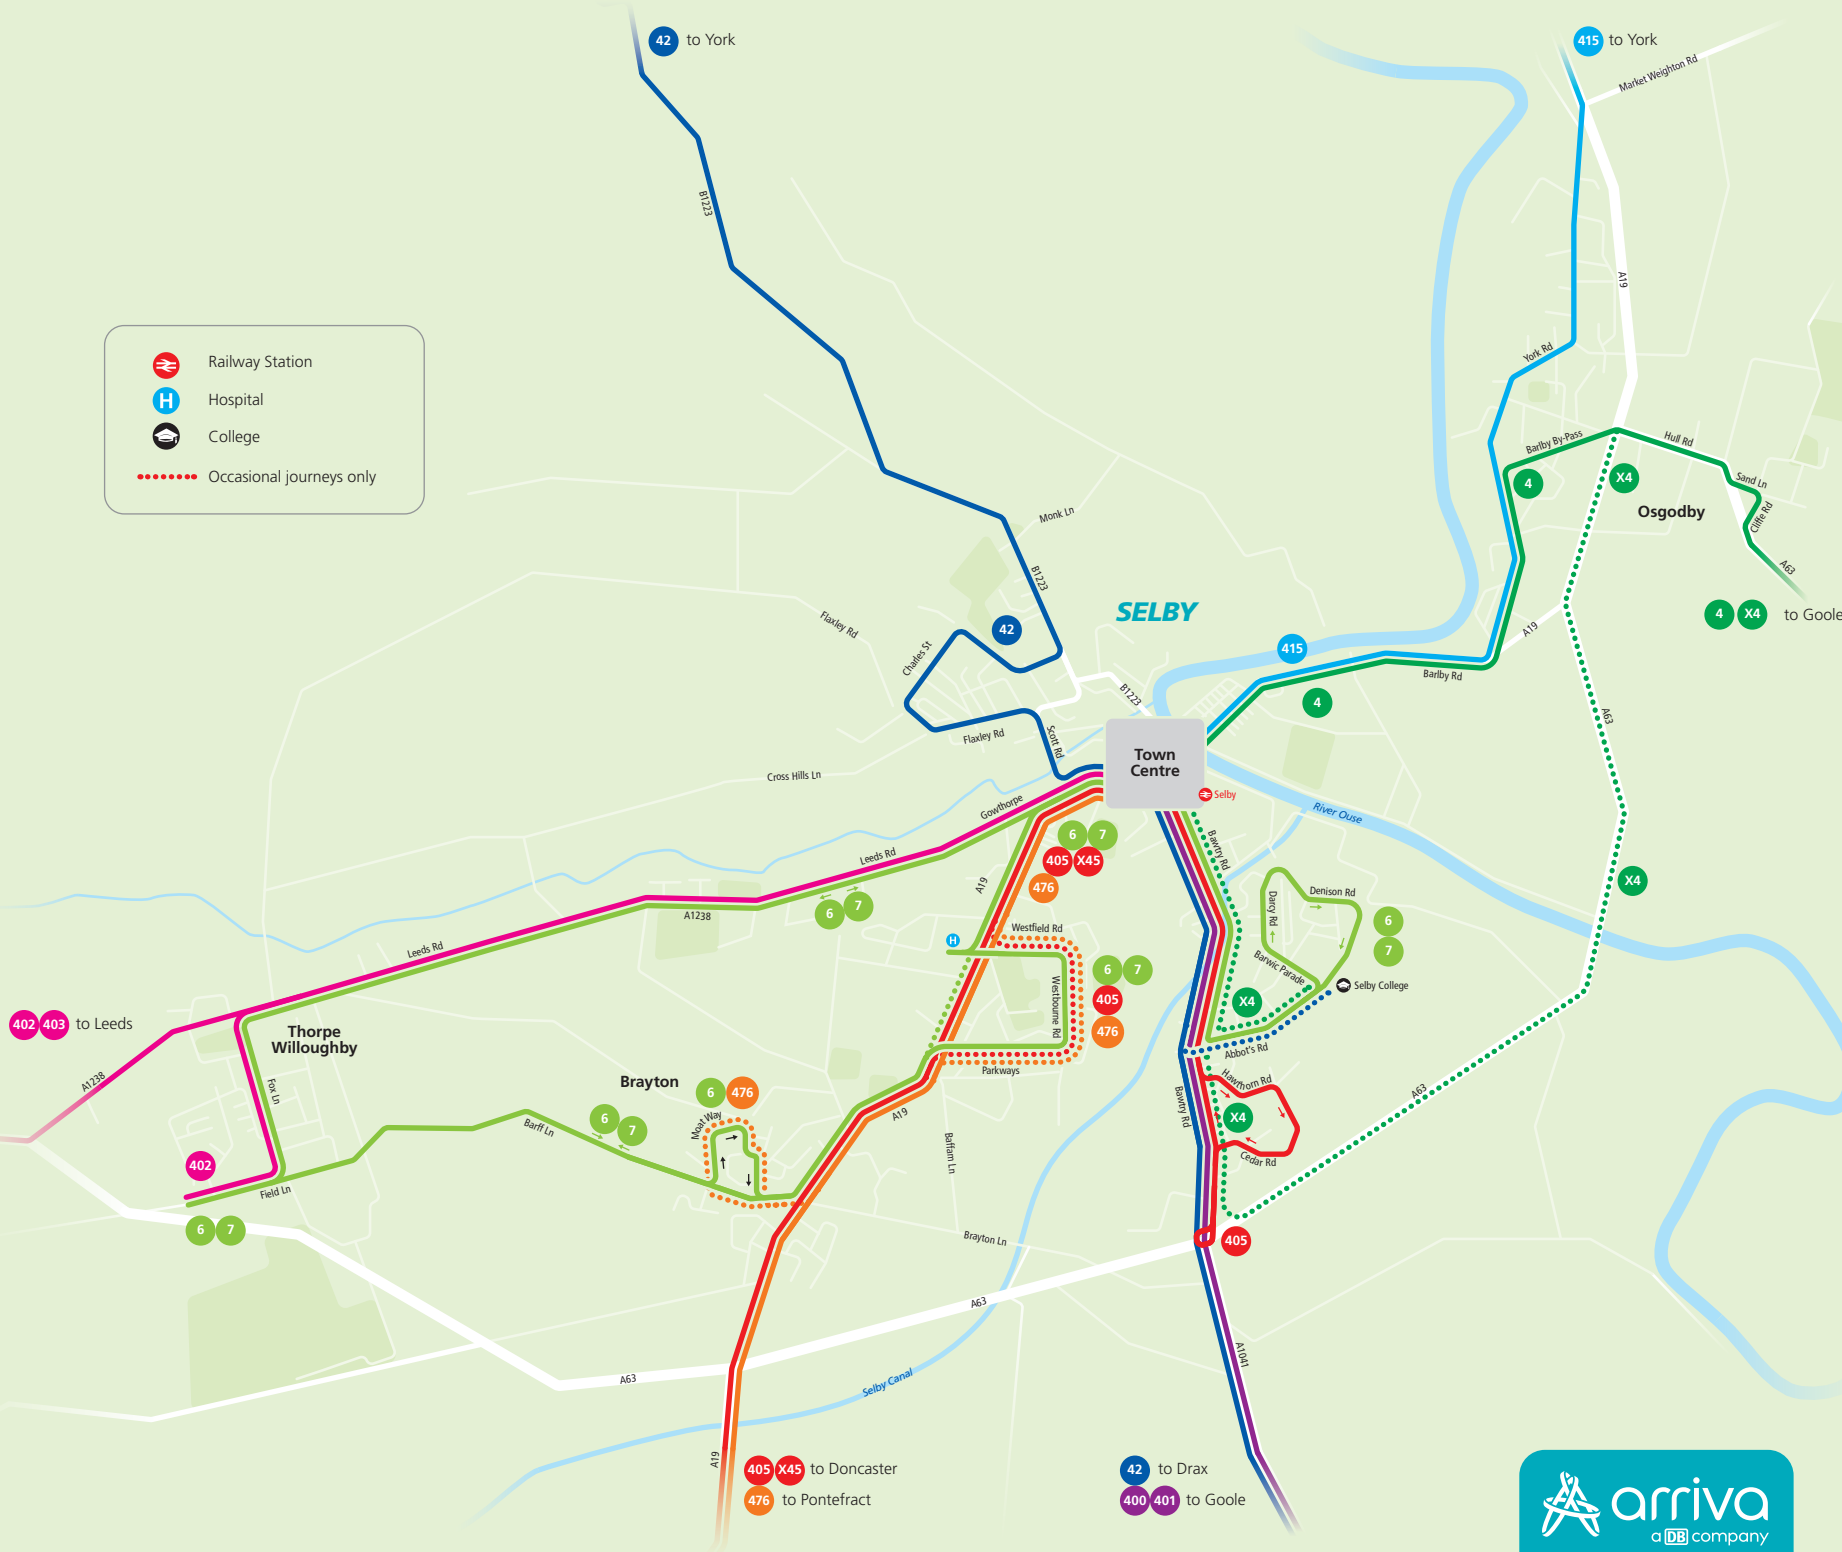 42 to York
415 to York
Market Weighton Rd
B1223
A19
Railway Station
H Hospital
College
Occasional journeys only
York Rd
Barlby By-Pass
Hull Rd
4
X4
Sand Ln
Osgodby
Cliffe Rd
A63
4 X4 to Goole
Monk Ln
B1223
Flaxley Rd
42
SELBY
Charles St
415
A19
Barlby Rd
B1223
4
Flaxley Rd
Scott Rd
A63
Town
Centre
Cross Hills Ln
Selby
Gowthorpe
River Ouse
6 7
405 X45
476
Bawtry Rd
Leeds Rd
A19
A1238
6 7
X4
Darcy Rd
Denison Rd
6
7
Westfield Rd
H
Leeds Rd
Barwic Parade
6 7
405
476
Westbourne Rd
Selby College
X4
402 403 to Leeds
Thorpe
Willoughby
Abbot's Rd
Parkways
A1238
Fox Ln
Brayton
6 476
Hawthorn Rd
A63
Bawtry Rd
X4
6
7
Moat Way
A19
Barff Ln
Baffam Ln
Cedar Rd
402
Field Ln
6 7
Brayton Ln
405
A63
A1041
A63
Selby Canal
A19
405 X45 to Doncaster
476 to Pontefract
42 to Drax
400 401 to Goole
arriva
a DB company